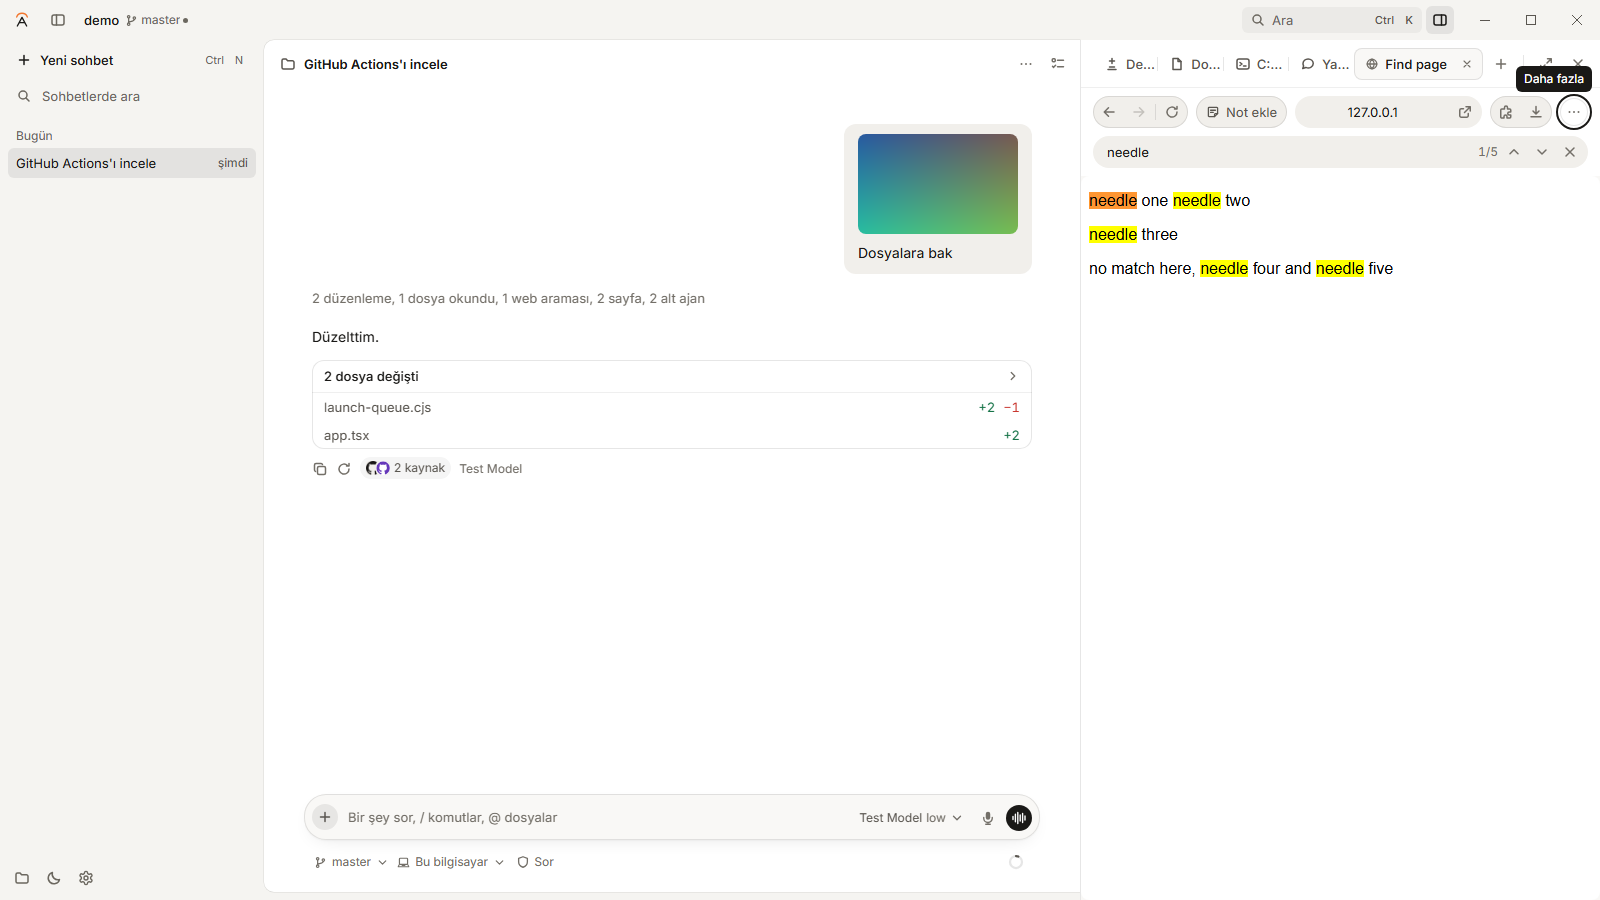 demo
master
Ara
Ctrl K
Yeni sohbet
Ctrl N
Sohbetlerde ara
Bugün
GitHub Actions'ı incele
şimdi
GitHub Actions'ı incele
Dosyalara bak
2 düzenleme, 1 dosya okundu, 1 web araması, 2 sayfa, 2 alt ajan
Düzelttim.
2 dosya değişti
launch-queue.cjs
+2 −1
app.tsx
+2
2 kaynak
Test Model
Bir şey sor, / komutlar, @ dosyalar
Test Model low
master
Bu bilgisayar
Sor
De...
Do...
C:...
Ya...
Find page
Daha fazla
Not ekle
127.0.0.1
needle
1/5
needle one needle two
needle three
no match here, needle four and needle five